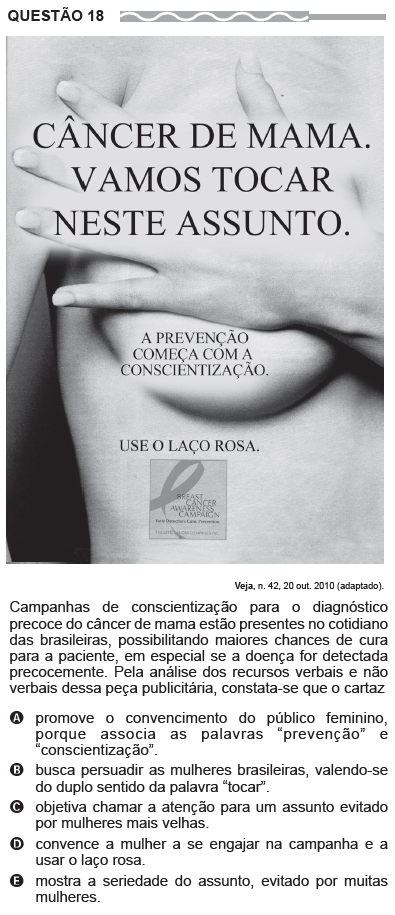 QUESTÃO 18
CÂNCER DE MAMA.
VAMOS TOCAR
NESTE ASSUNTO.
A PREVENÇÃO
COMEÇA COM A
CONSCIENTIZAÇÃO.
USE O LAÇO ROSA.
BREAST
CANCER
AWARENESS
CAMPAIGN
Veja, n. 42, 20 out. 2010 (adaptado).
Campanhas de conscientização para o diagnóstico
precoce do câncer de mama estão presentes no cotidiano
das brasileiras, possibilitando maiores chances de cura
para a paciente, em especial se a doença for detectada
precocemente. Pela análise dos recursos verbais e não
verbais dessa peça publicitária, constata-se que o cartaz
A promove o convencimento do público feminino,
porque associa as palavras “prevenção” e
“conscientização”.
B busca persuadir as mulheres brasileiras, valendo-se
do duplo sentido da palavra “tocar”.
C objetiva chamar a atenção para um assunto evitado
por mulheres mais velhas.
D convence a mulher a se engajar na campanha e a
usar o laço rosa.
E mostra a seriedade do assunto, evitado por muitas
mulheres.